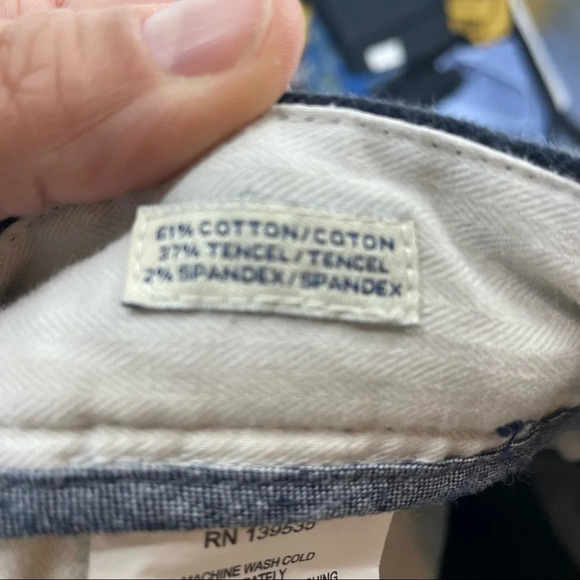 61% COTTON/COTON
37% TENCEL/TENCEL
2% SPANDEX/SPANDEX
RN 139535
MACHINE WASH COLD